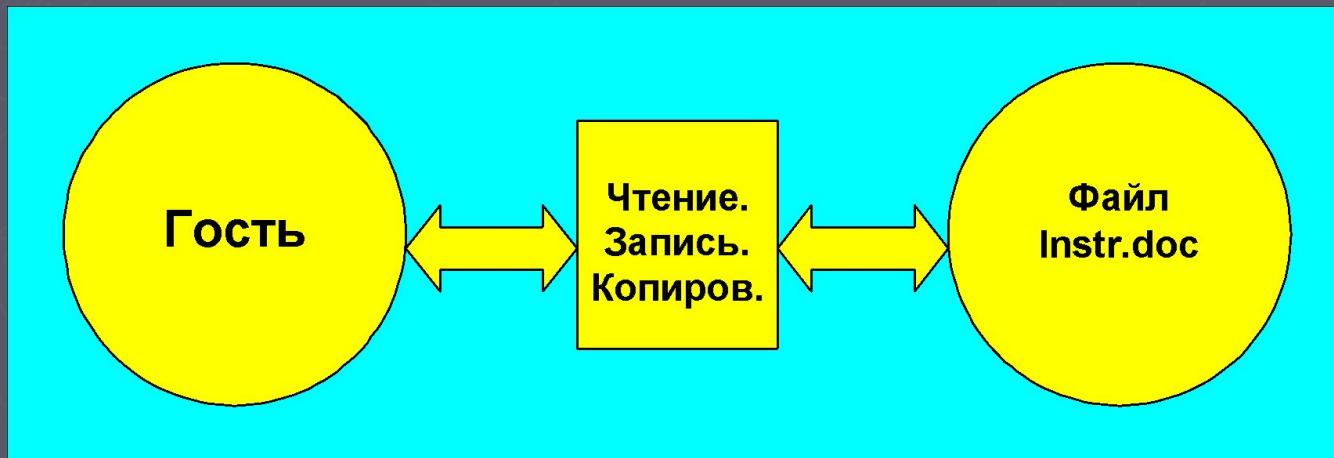 Гость
Чтение.
Запись.
Копиров.
Файл
Instr.doc